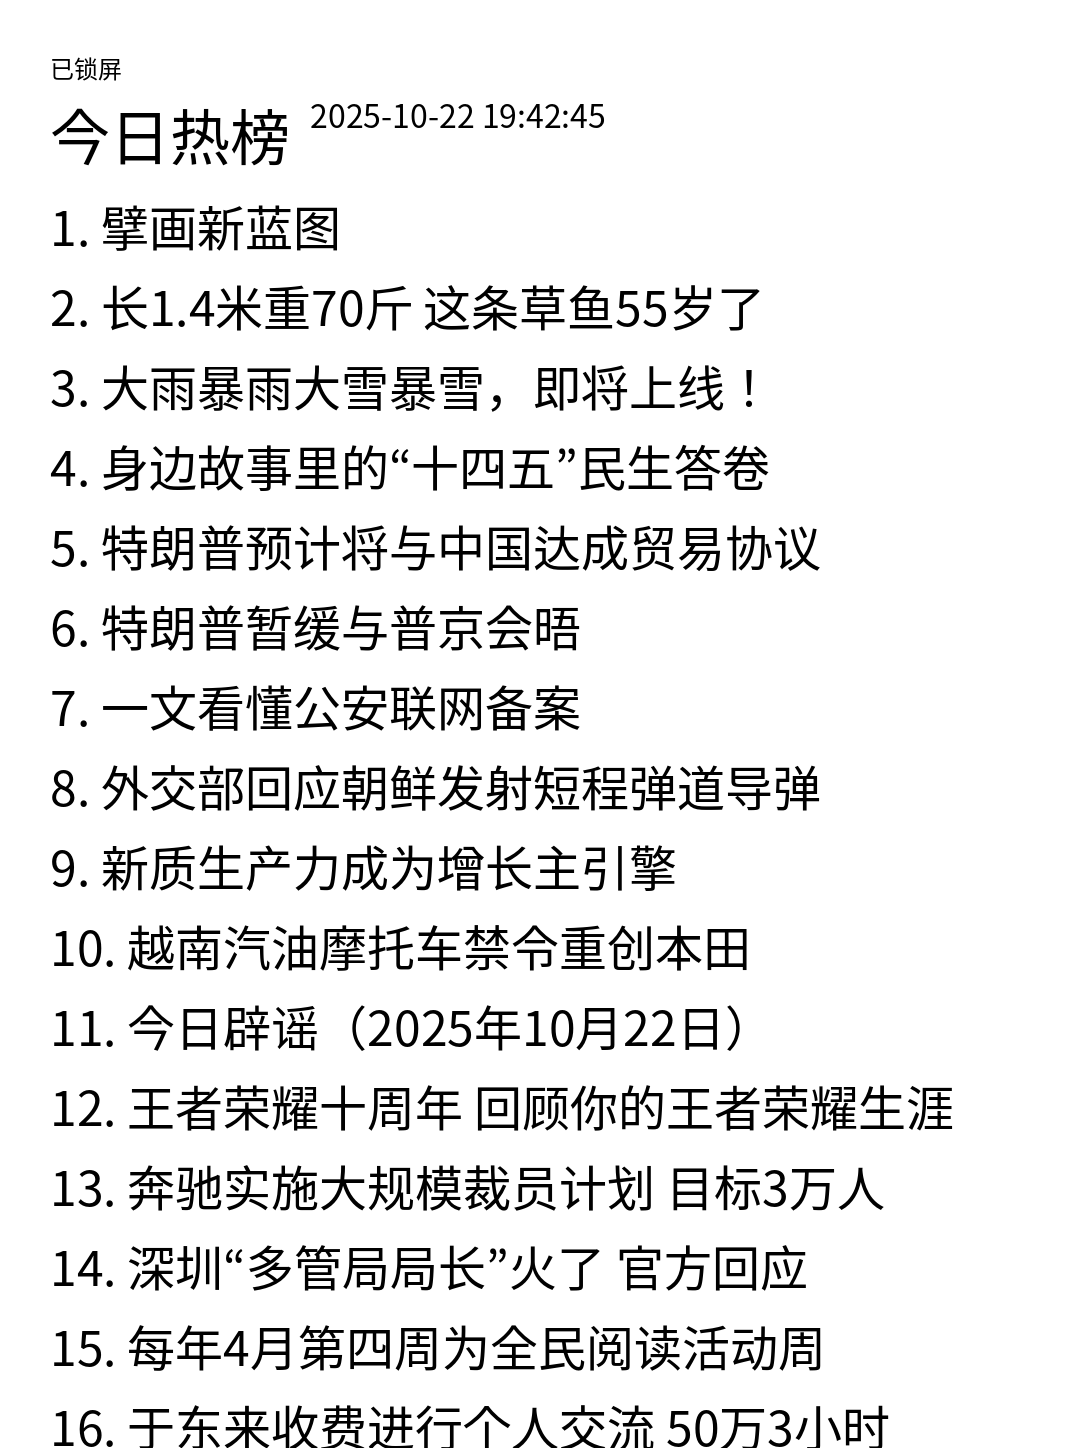 已锁屏
今日热榜 2025-10-22 19:42:45
1. 擘画新蓝图
2. 长1.4米重70斤 这条草鱼55岁了
3. 大雨暴雨大雪暴雪，即将上线！
4. 身边故事里的“十四五”民生答卷
5. 特朗普预计将与中国达成贸易协议
6. 特朗普暂缓与普京会晤
7. 一文看懂公安联网备案
8. 外交部回应朝鲜发射短程弹道导弹
9. 新质生产力成为增长主引擎
10. 越南汽油摩托车禁令重创本田
11. 今日辟谣（2025年10月22日）
12. 王者荣耀十周年 回顾你的王者荣耀生涯
13. 奔驰实施大规模裁员计划 目标3万人
14. 深圳“多管局局长”火了 官方回应
15. 每年4月第四周为全民阅读活动周
16. 于东来收费进行个人交流 50万3小时